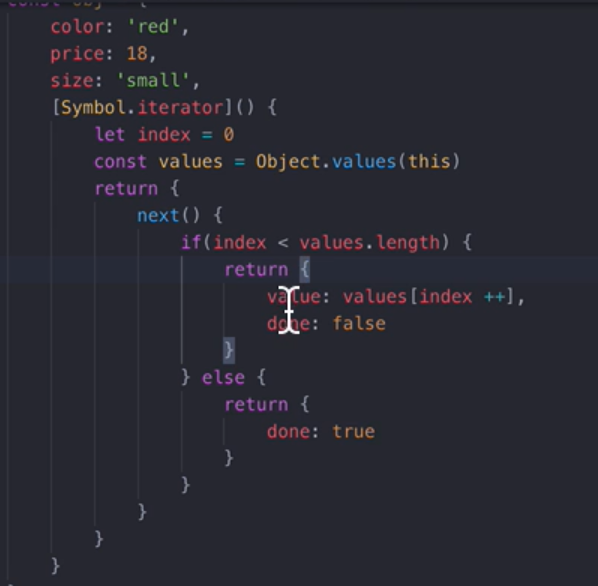 const obj = {
color: 'red',
price: 18,
size: 'small',
[Symbol.iterator]() {
let index = 0
const values = Object.values(this)
return {
next() {
if(index < values.length) {
return {
value: values[index ++],
done: false
}
} else {
return {
done: true
}
}
}
}
}